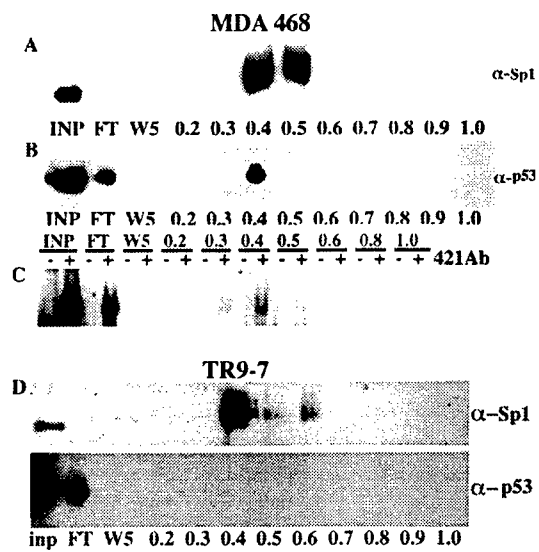 MDA 468
A
α-Sp1
INP FT W5 0.2 0.3 0.4 0.5 0.6 0.7 0.8 0.9 1.0
B
α-p53
INP FT W5 0.2 0.3 0.4 0.5 0.6 0.7 0.8 0.9 1.0
INP FT W5 0.2 0.3 0.4 0.5 0.6 0.8 1.0
- + - + - + - + - + - + - + - + - + - + 421Ab
C
TR9-7
D
α-Sp1
α-p53
inp FT W5 0.2 0.3 0.4 0.5 0.6 0.7 0.8 0.9 1.0